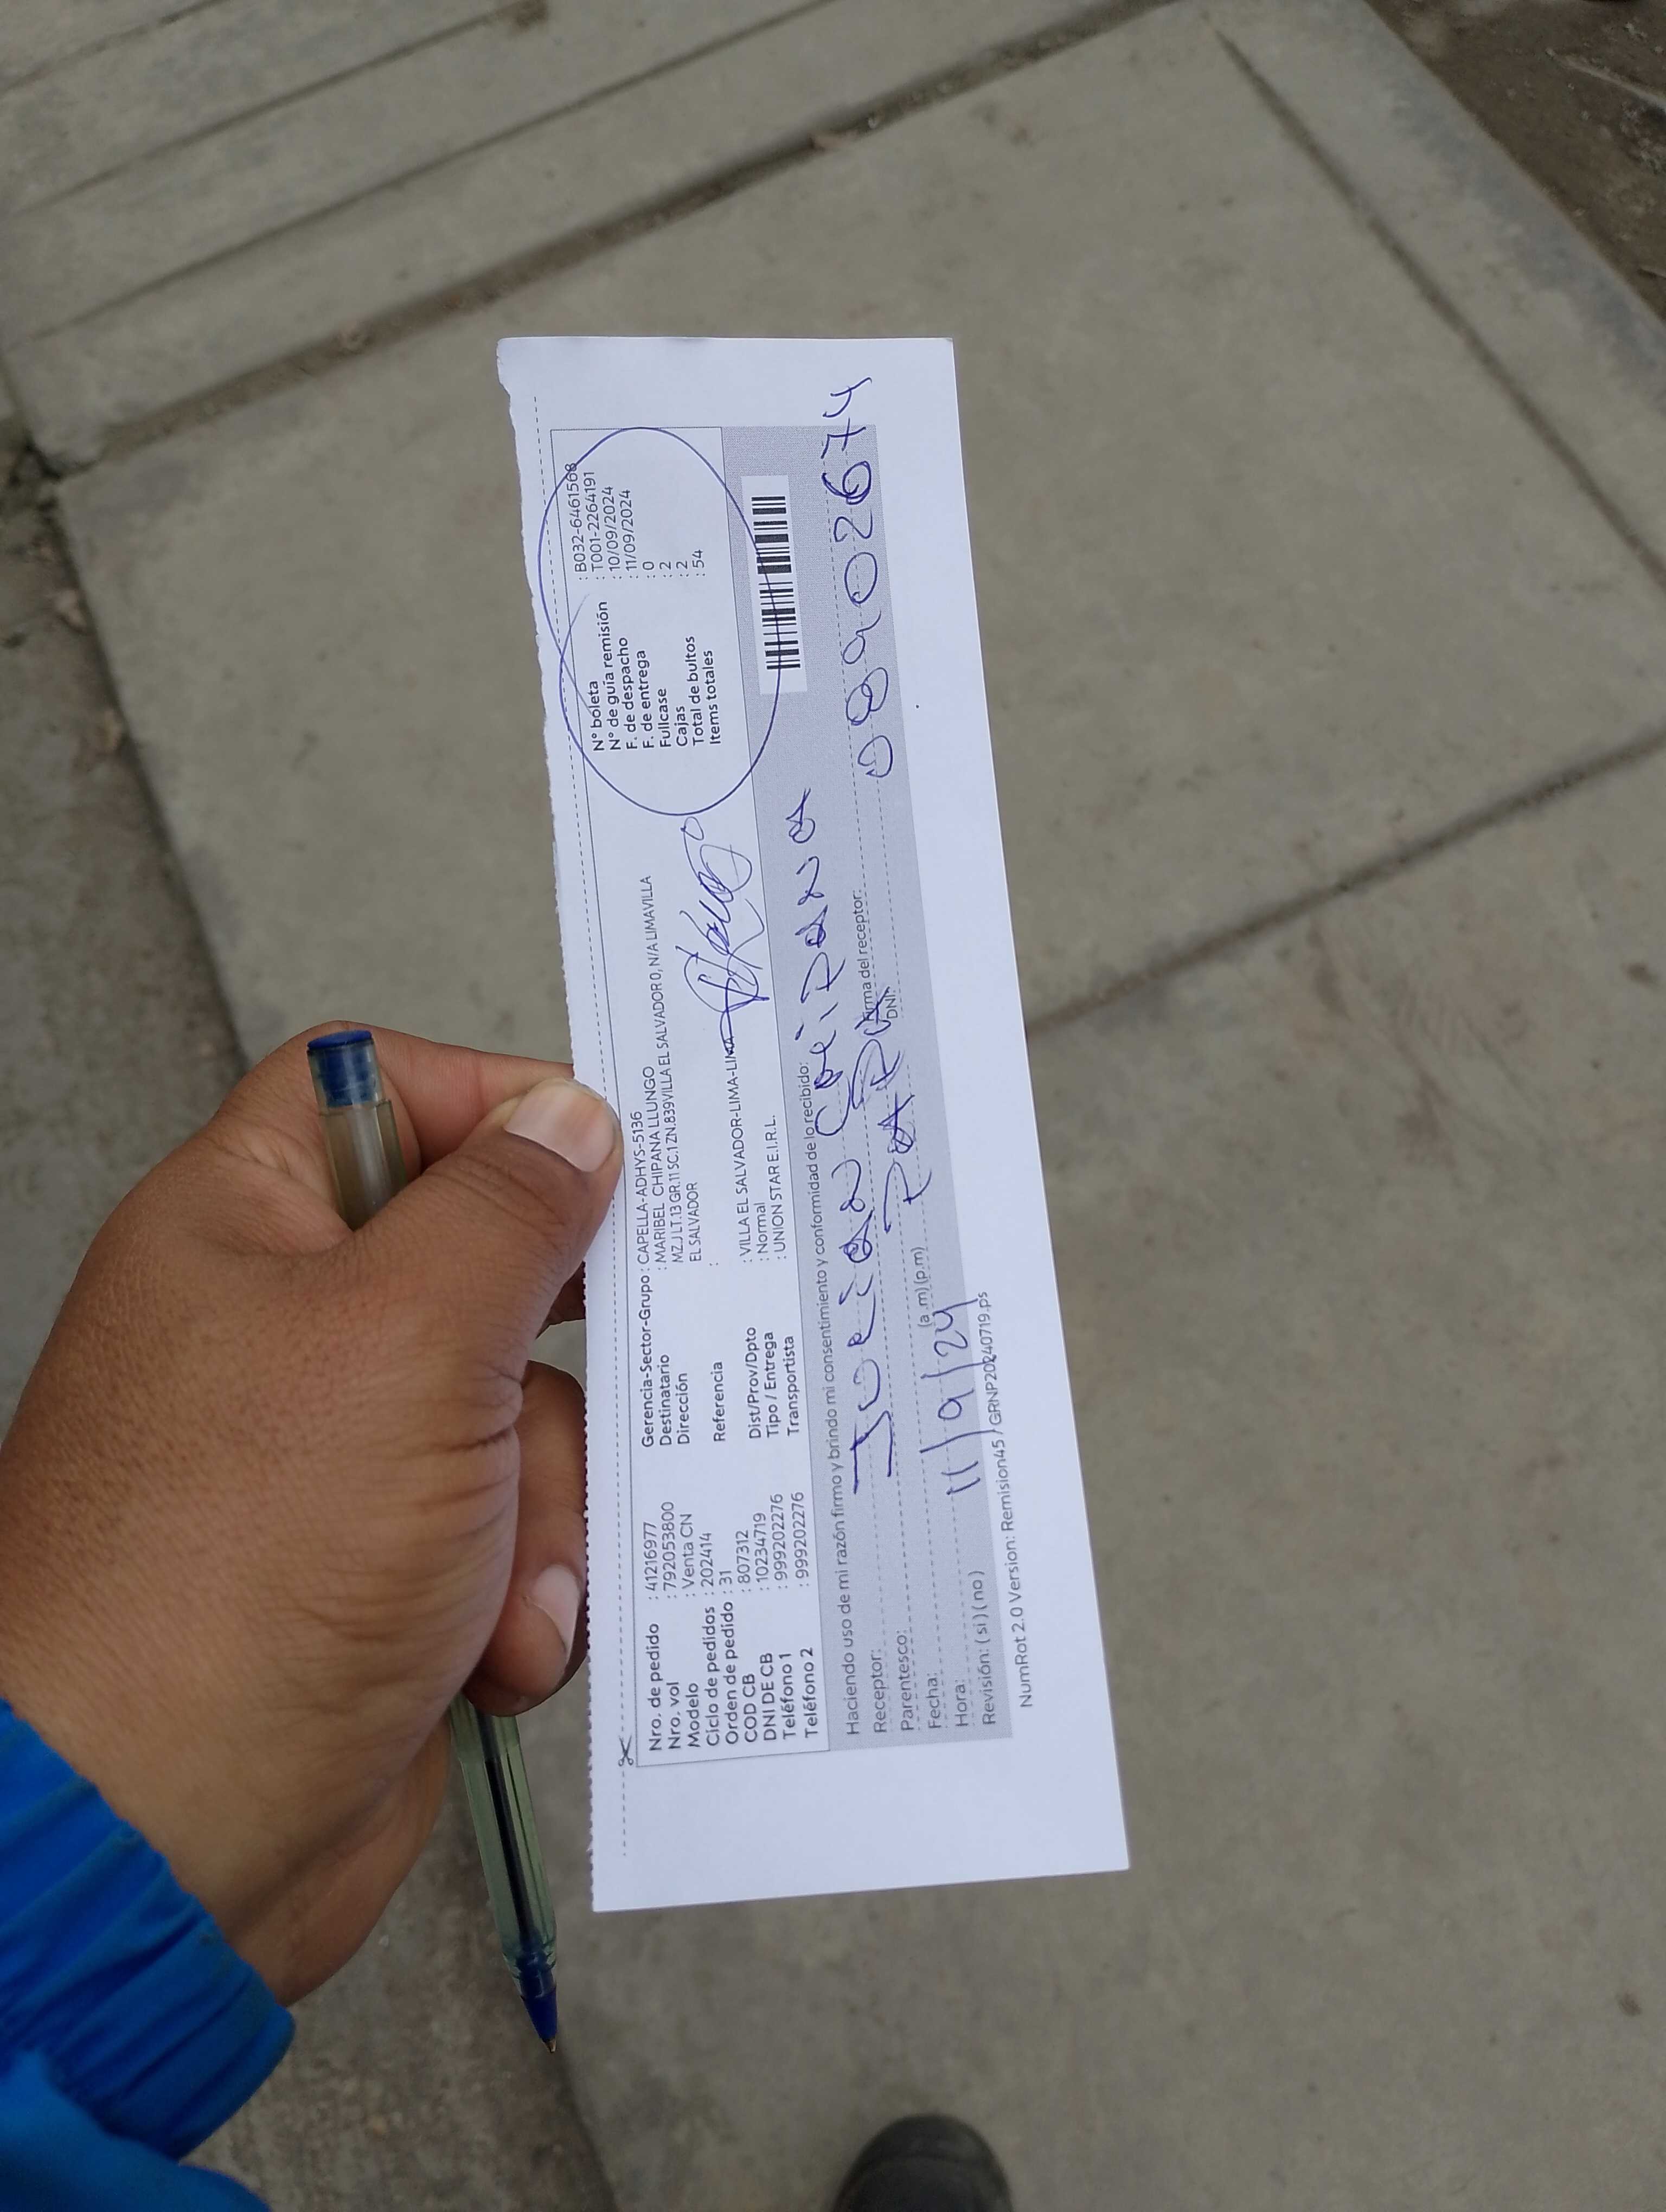 Nro. de pedido : 41216977
Nro. vol : 792053800
Modelo : Venta CN
Ciclo de pedidos : 202414
Orden de pedido : 31
COD CB : 807312
DNI DE CB : 10234719
Teléfono 1 : 999202276
Teléfono 2 : 999202276
Gerencia-Sector-Grupo : CAPELLA-ADHYS-5136
Destinatario : MARIBEL CHIPANA LLUNGO
Dirección MZ.J LT.13 GR.11 SC.1 ZN.839VILLA EL SALVADOR 0, N/A LIMAVILLA
EL SALVADOR
Referencia :
Dist/Prov/Dpto : VILLA EL SALVADOR-LIMA-LIMA
Tipo / Entrega : Normal
Transportista : UNION STAR E.I.R.L.
N° boleta : B032-6461568
N° de guía remisión : T001-2264191
F. de despacho : 10/09/2024
F. de entrega : 11/09/2024
Fullcase : 0
Cajas : 2
Total de bultos : 2
Items totales : 54
Haciendo uso de mi razón firmo y brindo mi consentimiento y conformidad de lo recibido:
Receptor:
Parentesco:
Firma del receptor:
DNI: 08902674
Fecha: 11/9/24
Hora: (a.m) (p.m)
Revisión: (si) (no)
NumRot 2.0 Version: Remision45 / GRNP20240719.ps